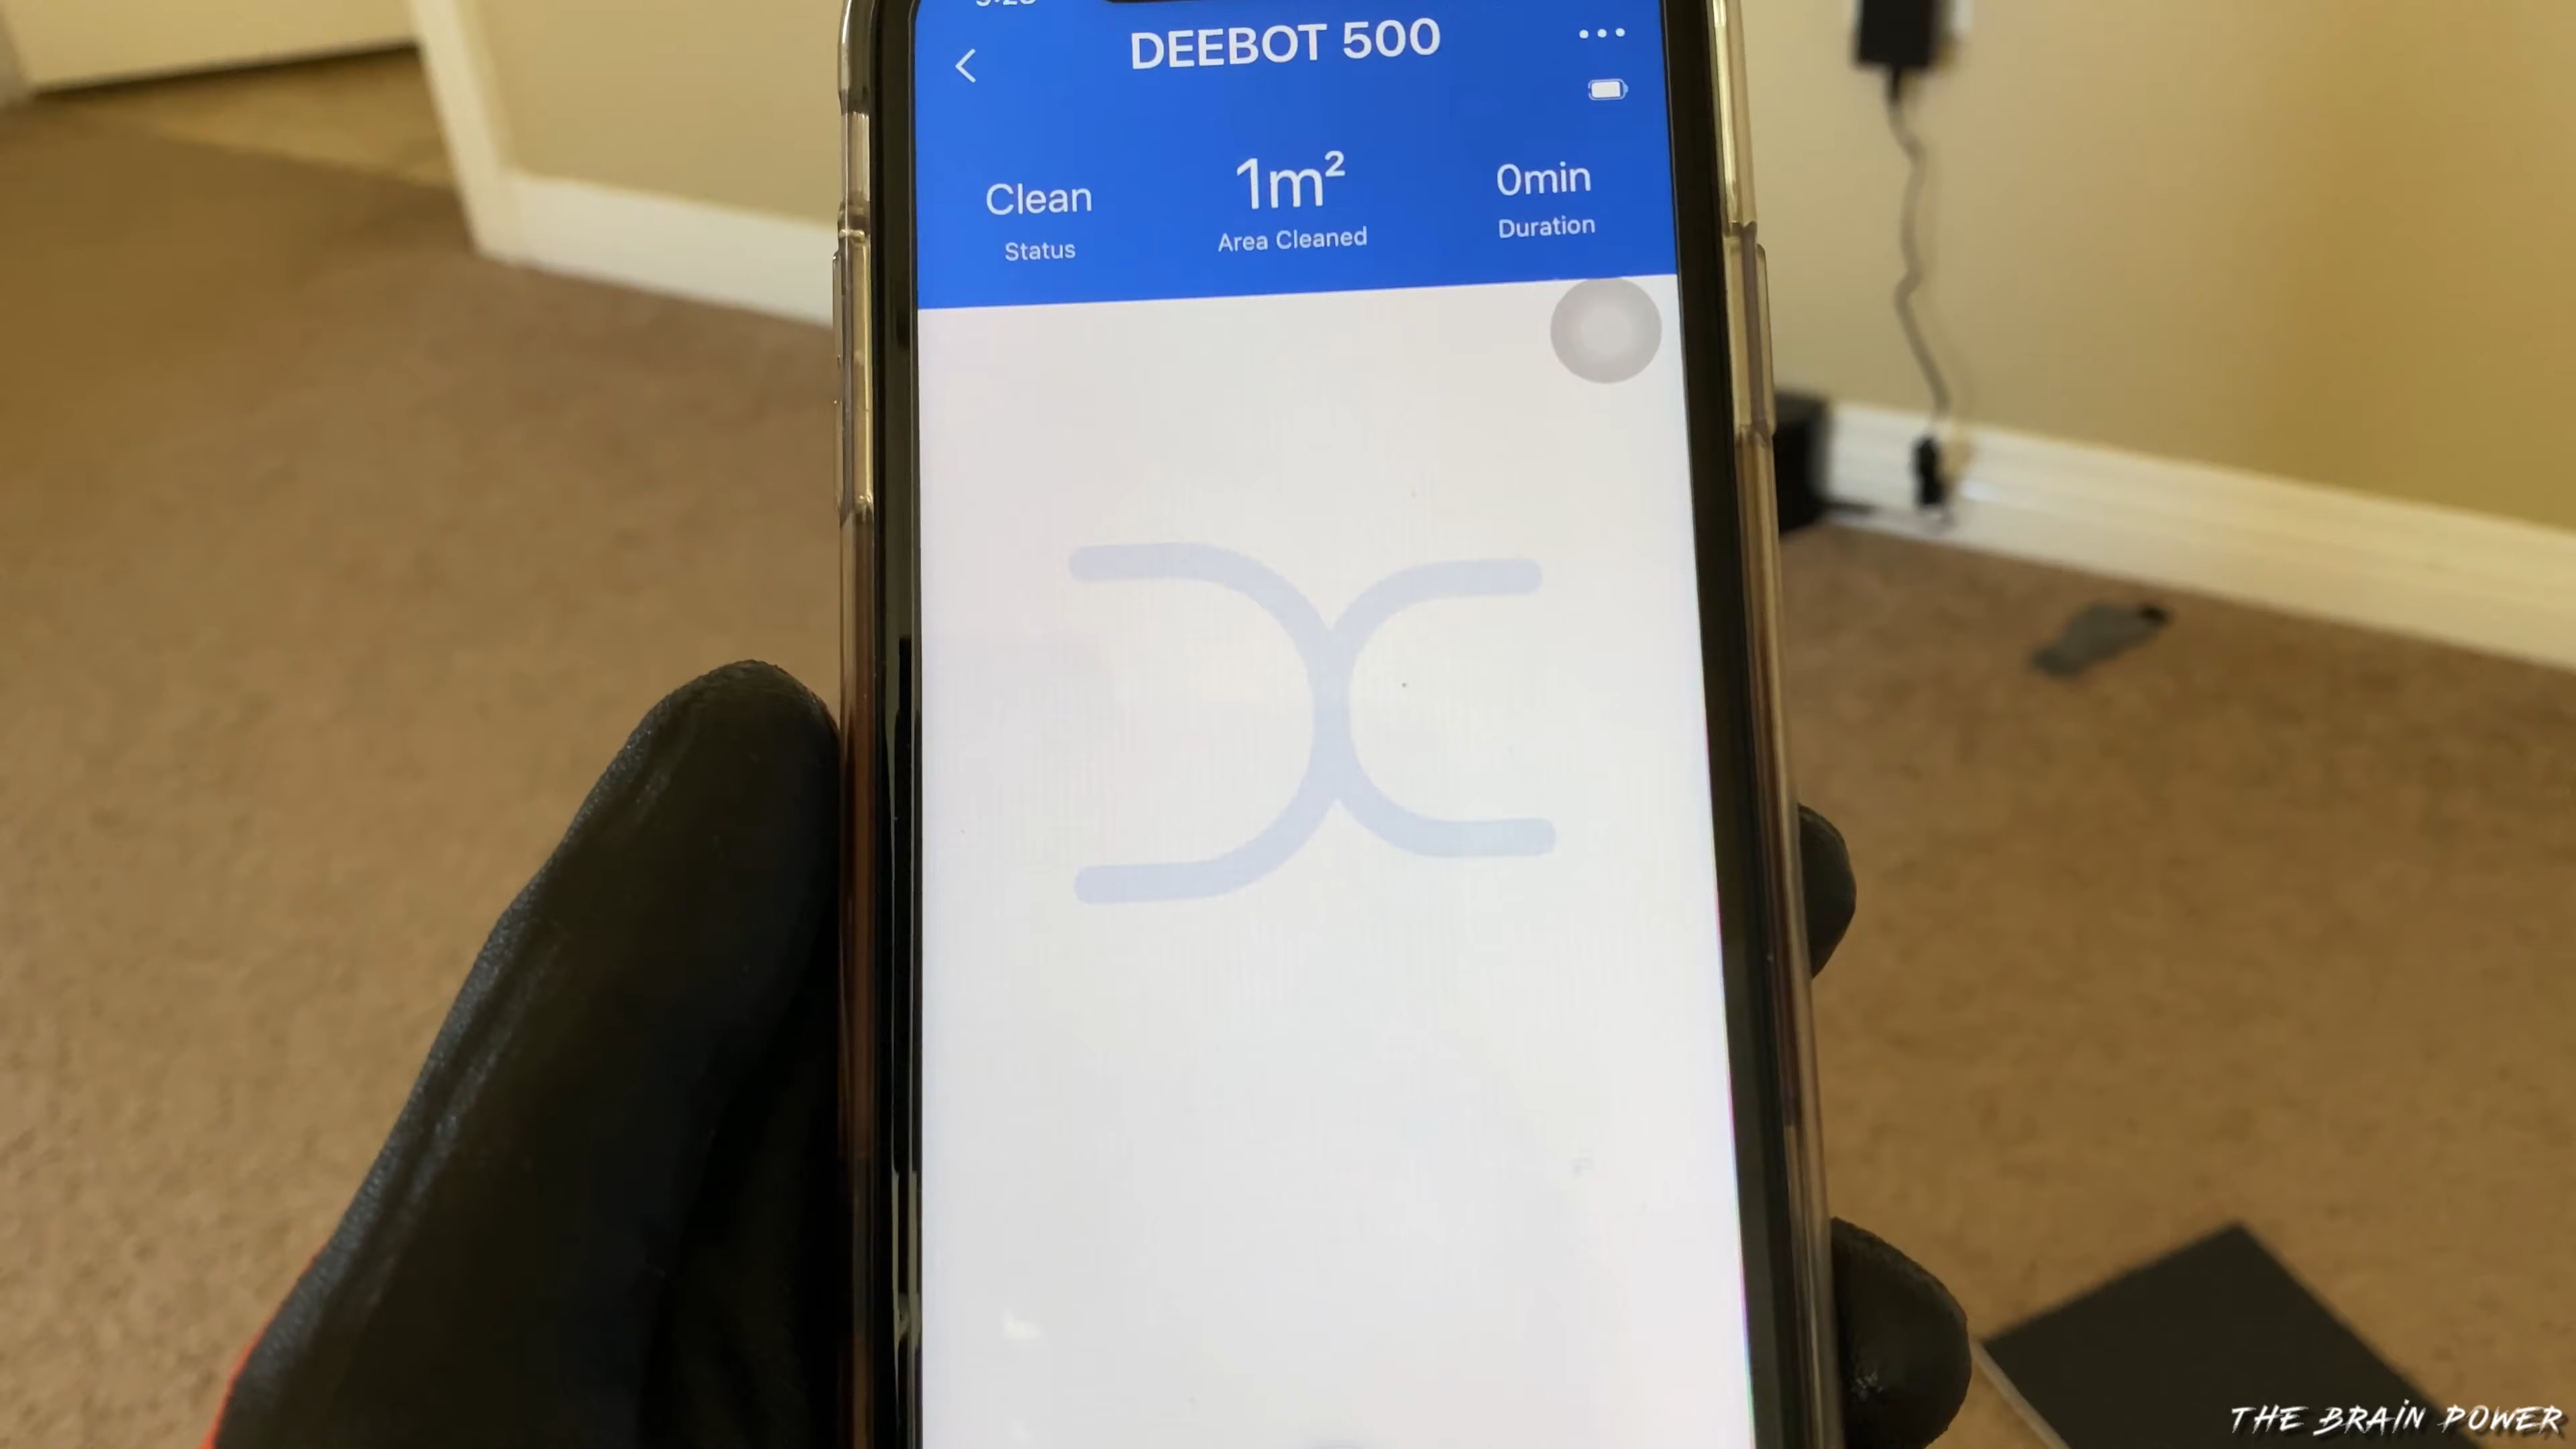 DEEBOT 500
Clean
Status
1m²
Area Cleaned
0min
Duration
THE BRAIN POWER